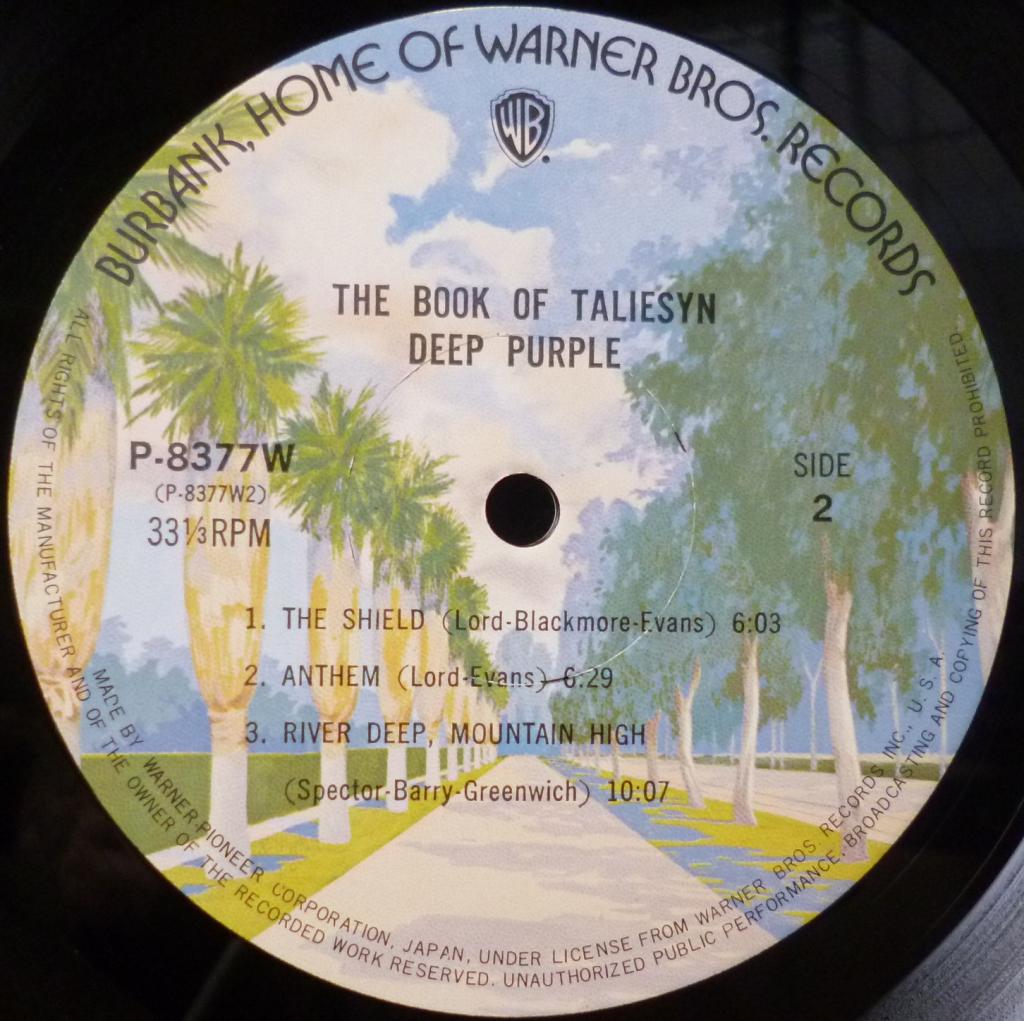 BURBANK, HOME OF WARNER BROS. RECORDS
WB
THE BOOK OF TALIESYN
DEEP PURPLE
P-8377W
(P-8377W2)
33⅓RPM
SIDE
2
1. THE SHIELD (Lord-Blackmore-Evans) 6:03
2. ANTHEM (Lord-Evans) 6:29
3. RIVER DEEP, MOUNTAIN HIGH
(Spector-Barry-Greenwich) 10:07
MADE BY WARNER-PIONEER CORPORATION, JAPAN, UNDER LICENSE FROM WARNER BROS. RECORDS INC., U. S. A.
ALL RIGHTS OF THE MANUFACTURER AND OF THE OWNER OF THE RECORDED WORK RESERVED. UNAUTHORIZED PUBLIC PERFORMANCE, BROADCASTING AND COPYING OF THIS RECORD PROHIBITED